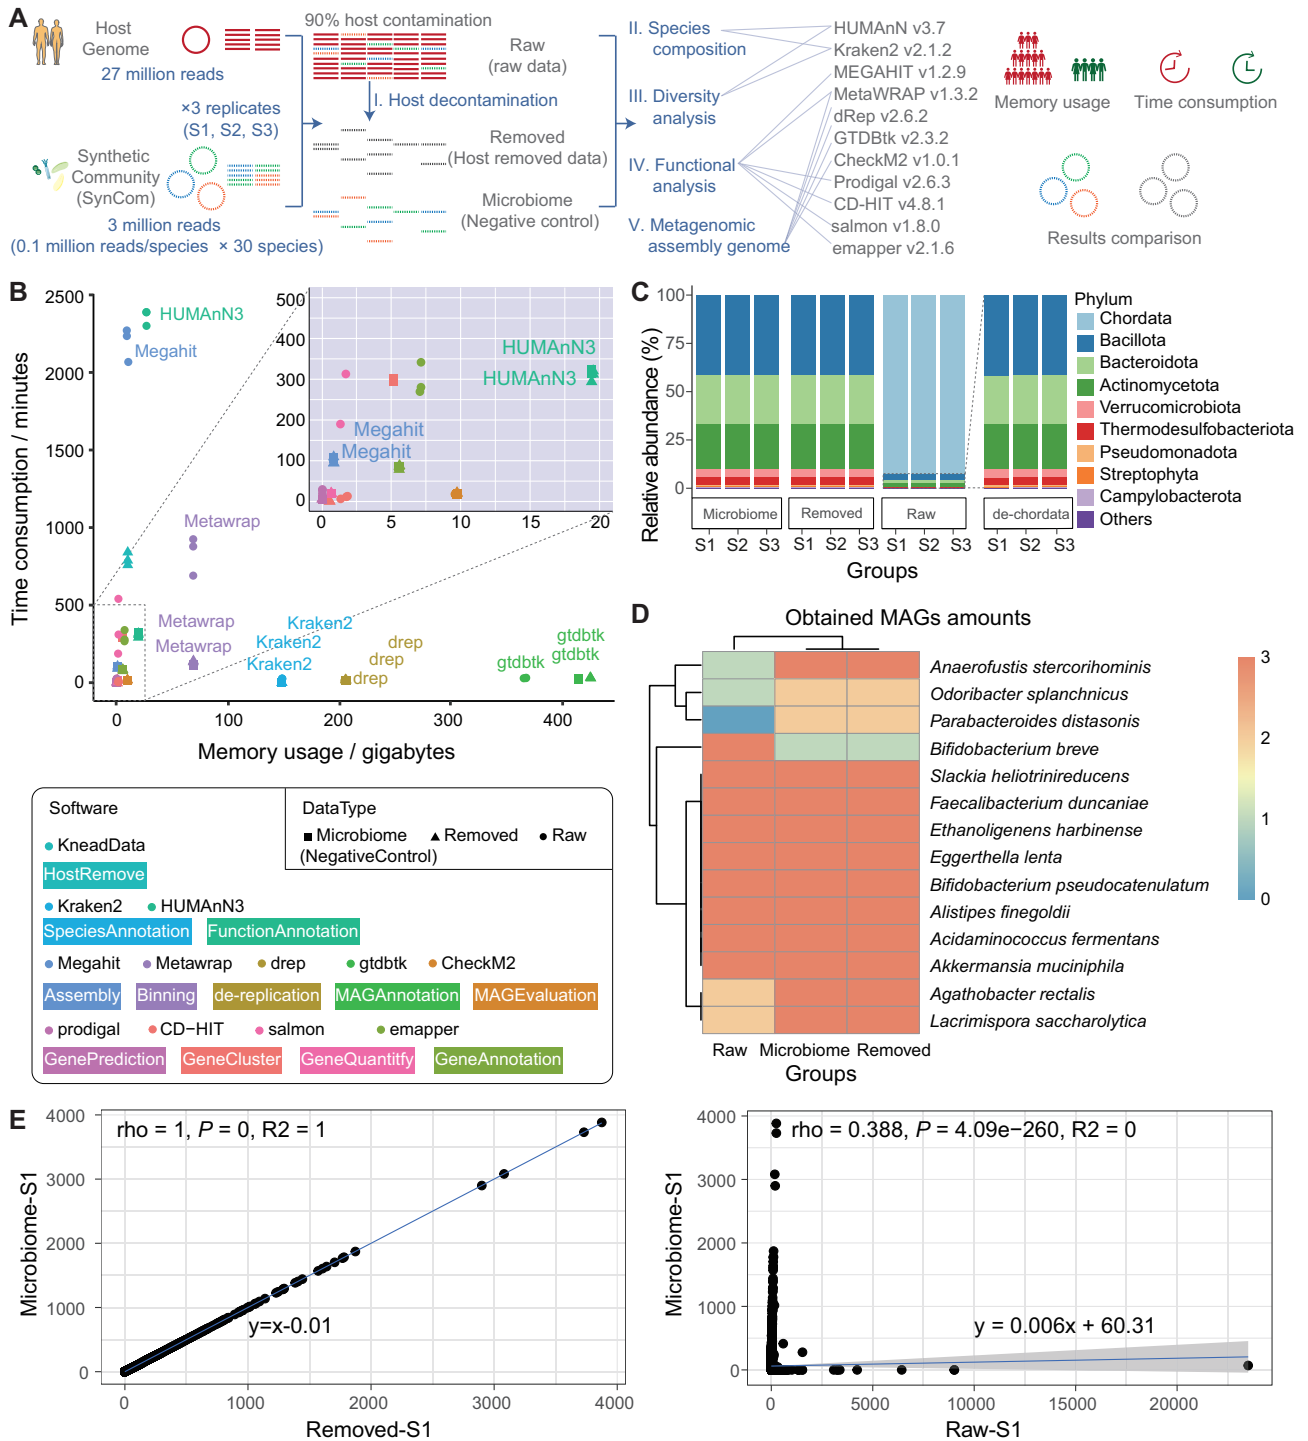 A
Host
Genome
27 million reads
×3 replicates
(S1, S2, S3)
Synthetic
Community
(SynCom)
3 million reads
(0.1 million reads/species × 30 species)
90% host contamination
Raw
(raw data)
I. Host decontamination
Removed
(Host removed data)
Microbiome
(Negative control)
II. Species
composition
III. Diversity
analysis
IV. Functional
analysis
V. Metagenomic
assembly genome
HUMAnN v3.7
Kraken2 v2.1.2
MEGAHIT v1.2.9
MetaWRAP v1.3.2
dRep v2.6.2
GTDBtk v2.3.2
CheckM2 v1.0.1
Prodigal v2.6.3
CD-HIT v4.8.1
salmon v1.8.0
emapper v2.1.6
Memory usage
Time consumption
Results comparison
B
Time consumption / minutes
2500
2000
1500
1000
500
0
0
100
200
300
400
Memory usage / gigabytes
HUMAnN3
Megahit
Metawrap
Metawrap
Metawrap
Kraken2
Kraken2
Kraken2
drep
drep
drep
gtdbtk
gtdbtk
gtdbtk
500
400
300
200
100
0
0
5
10
15
20
HUMAnN3
HUMAnN3
Megahit
Megahit
Software
DataType
Microbiome
Removed
Raw
(NegativeControl)
KneadData
HostRemove
Kraken2
HUMAnN3
SpeciesAnnotation
FunctionAnnotation
Megahit
Metawrap
drep
gtdbtk
CheckM2
Assembly
Binning
de-replication
MAGAnnotation
MAGEvaluation
prodigal
CD−HIT
salmon
emapper
GenePrediction
GeneCluster
GeneQuantitfy
GeneAnnotation
C
Relative abundance (%)
100
75
50
25
0
Microbiome
Removed
Raw
de-chordata
S1 S2 S3
S1 S2 S3
S1 S2 S3
S1 S2 S3
Groups
Phylum
Chordata
Bacillota
Bacteroidota
Actinomycetota
Verrucomicrobiota
Thermodesulfobacteriota
Pseudomonadota
Streptophyta
Campylobacterota
Others
D
Obtained MAGs amounts
Anaerofustis stercorihominis
Odoribacter splanchnicus
Parabacteroides distasonis
Bifidobacterium breve
Slackia heliotrinireducens
Faecalibacterium duncaniae
Ethanoligenens harbinense
Eggerthella lenta
Bifidobacterium pseudocatenulatum
Alistipes finegoldii
Acidaminococcus fermentans
Akkermansia muciniphila
Agathobacter rectalis
Lacrimispora saccharolytica
Raw
Microbiome
Removed
Groups
3
2
1
0
E
Microbiome-S1
4000
3000
2000
1000
0
rho = 1, P = 0, R2 = 1
y=x-0.01
0
1000
2000
3000
4000
Removed-S1
Microbiome-S1
4000
3000
2000
1000
0
rho = 0.388, P = 4.09e−260, R2 = 0
y = 0.006x + 60.31
0
5000
10000
15000
20000
Raw-S1